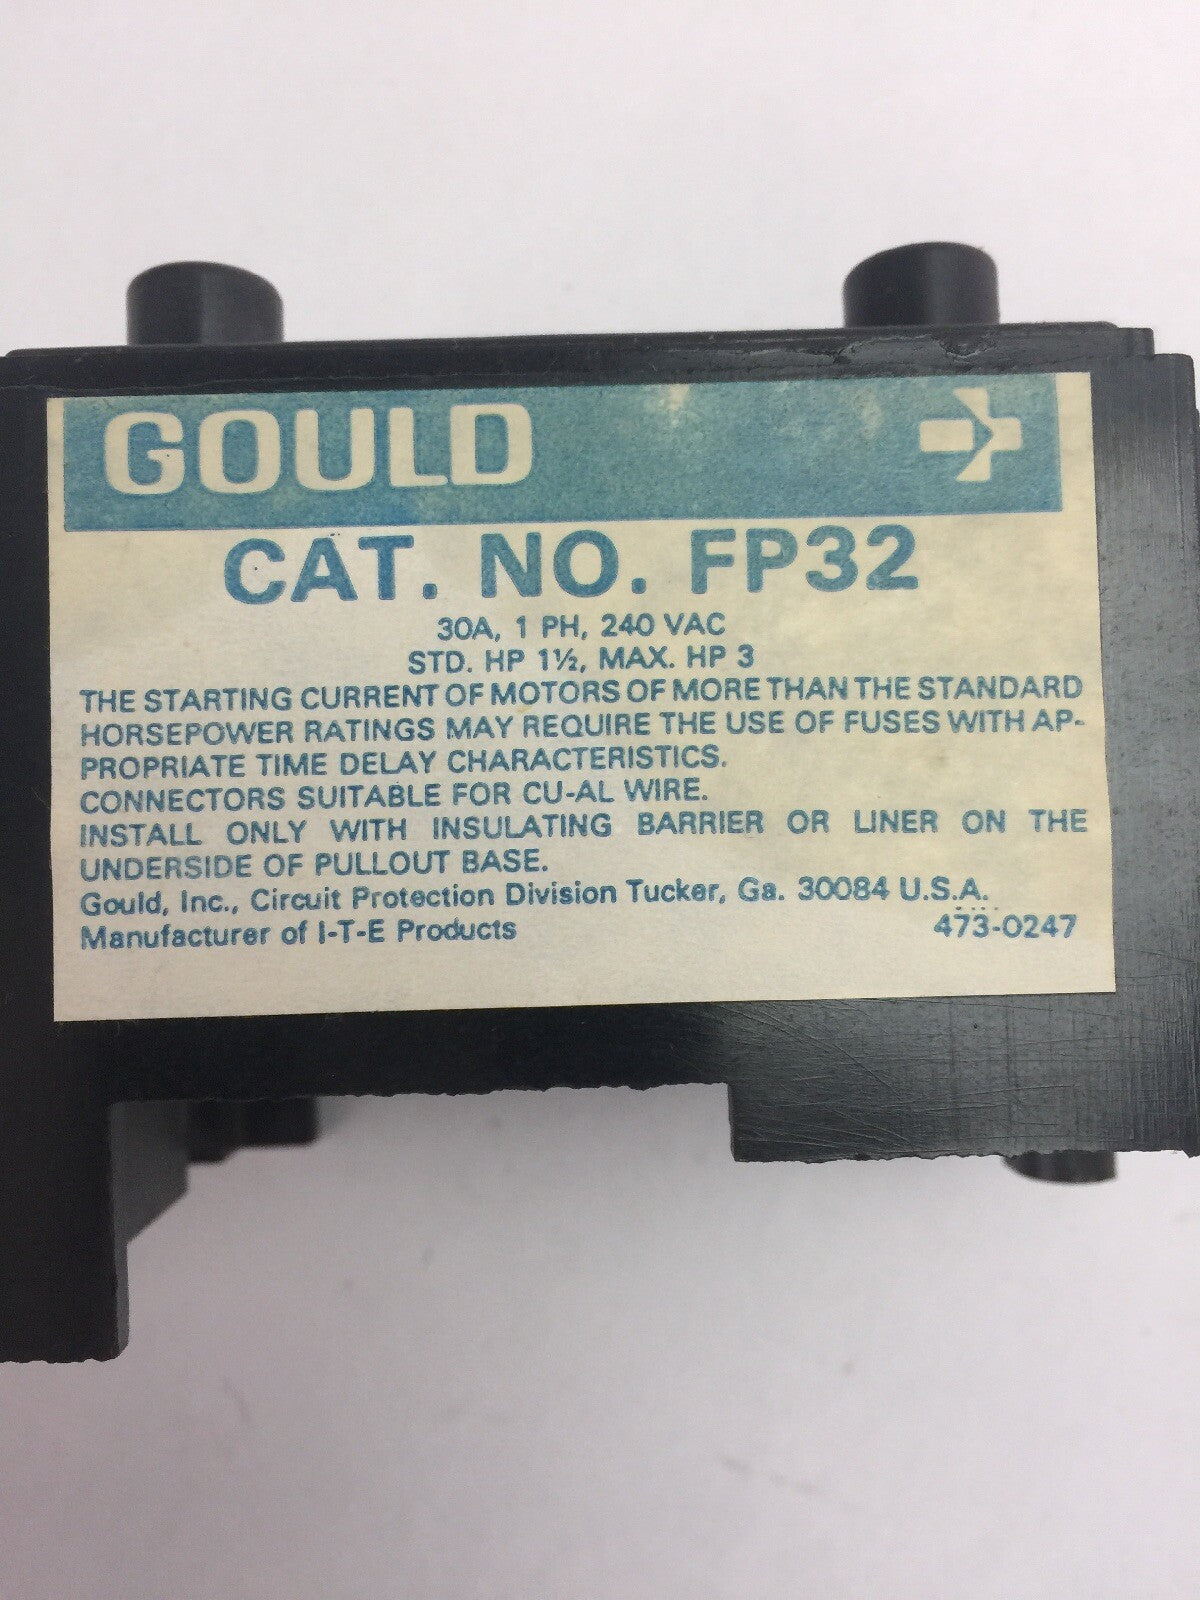 GOULD
CAT. NO. FP32
30A, 1 PH, 240 VAC
STD. HP 1½, MAX. HP 3
THE STARTING CURRENT OF MOTORS OF MORE THAN THE STANDARD
HORSEPOWER RATINGS MAY REQUIRE THE USE OF FUSES WITH AP-
PROPRIATE TIME DELAY CHARACTERISTICS.
CONNECTORS SUITABLE FOR CU-AL WIRE.
INSTALL ONLY WITH INSULATING BARRIER OR LINER ON THE
UNDERSIDE OF PULLOUT BASE.
Gould, Inc., Circuit Protection Division Tucker, Ga. 30084 U.S.A.
Manufacturer of I-T-E Products 473-0247